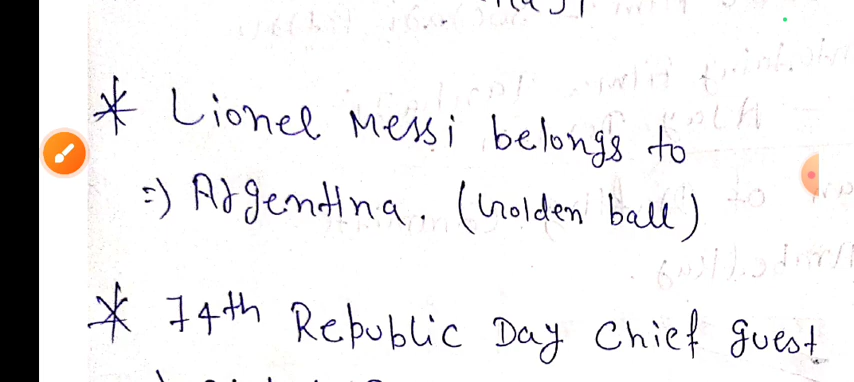 * Lionel Messi belongs to
=) Argentina. (Golden ball)
* 74th Republic Day Chief guest